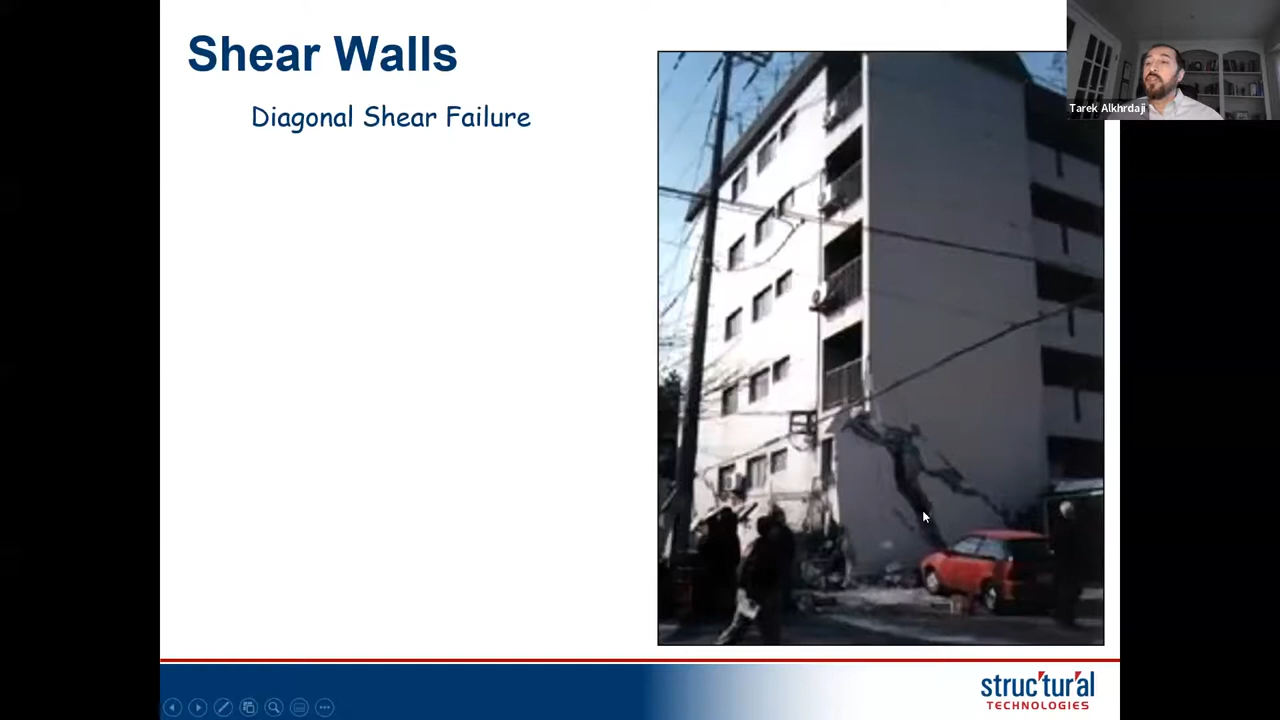 Shear Walls
Diagonal Shear Failure
Tarek Alkhrdaji
structural
TECHNOLOGIES